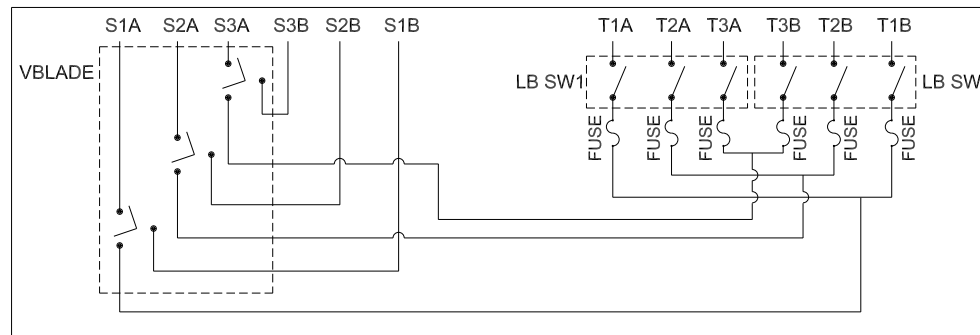 S1A S2A S3A S3B S2B S1B T1A T2A T3A T3B T2B T1B
VBLADE
LB SW1
LB SW
FUSE FUSE FUSE FUSE FUSE FUSE